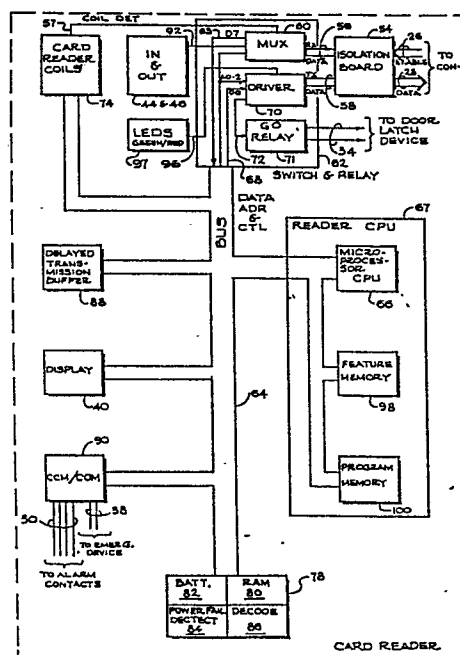 57
COIL DET
92
65
D7
60
56
54
26
CARD
READER
COILS
74
IN
&
OUT
44 & 46
MUX
DATA
ISOLATION
BOARD
TO
CON-
DRIVER
TX
DATA
DATA
28
70
58
LEDS
GREEN/RED
97
96
GO
RELAY
71
72
68
TO DOOR
LATCH
DEVICE
62
SWITCH & RELAY
BUS
DATA
ADR
&
CTL
READER CPU
67
DELAYED
TRANS-
MISSION
BUFFER
88
MICRO-
PROCES-
SOR
CPU
66
DISPLAY
40
64
FEATURE
MEMORY
98
90
CCM/COM
50
PROGRAM
MEMORY
100
TO EMERG.
DEVICE
TO ALARM
CONTACTS
BATT.
82
RAM
80
78
POWER FAIL
DECTECT
84
DECODE
86
CARD READER